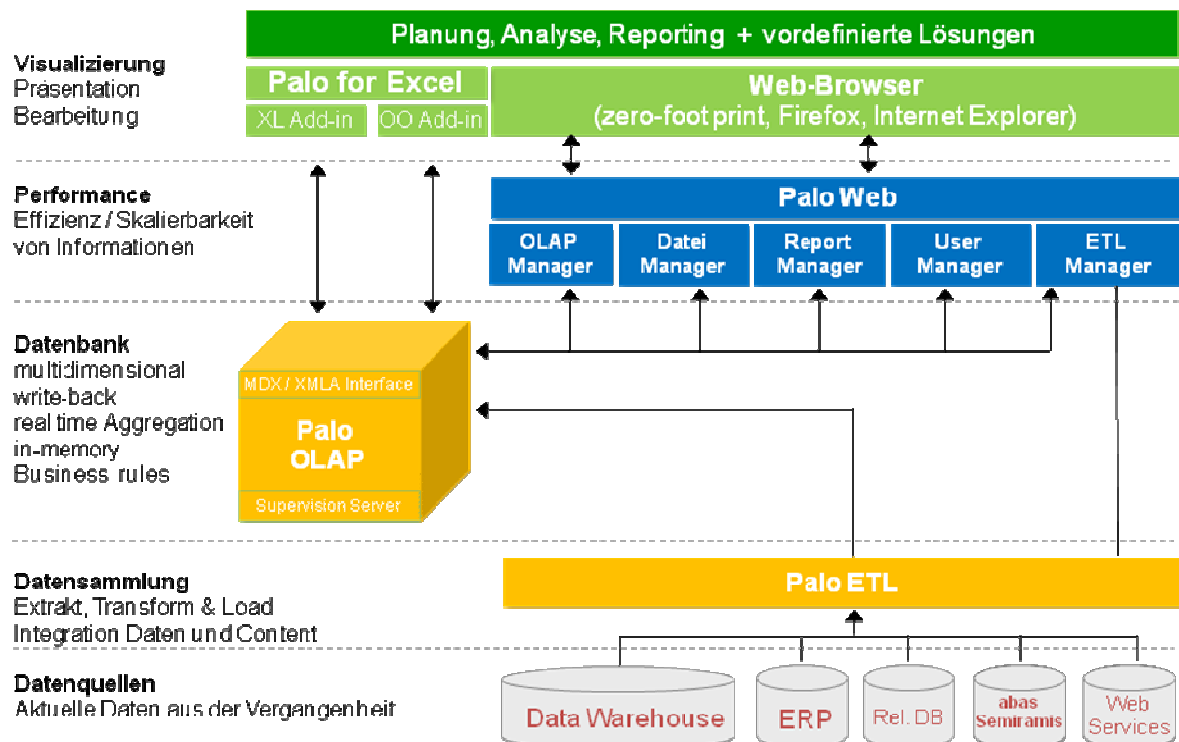 Planung, Analyse, Reporting + vordefinierte Lösungen
Visualizierung
Präsentation
Bearbeitung
Palo for Excel
XL Add-in
OO Add-in
Web-Browser
(zero-foot print, Firefox, Internet Explorer)
Performance
Effizienz / Skalierbarkeit
von Informationen
Palo Web
OLAP
Manager
Datei
Manager
Report
Manager
User
Manager
ETL
Manager
Datenbank
multidimensional
write-back
real time Aggregation
in-memory
Business rules
MDX / XMLA Interface
Palo
OLAP
Supervision Server
Datensammlung
Extrakt, Transform & Load
Integration Daten und Content
Palo ETL
Datenquellen
Aktuelle Daten aus der Vergangenheit
Data Warehouse
ERP
Rel. DB
abas
Semiramis
Web
Services